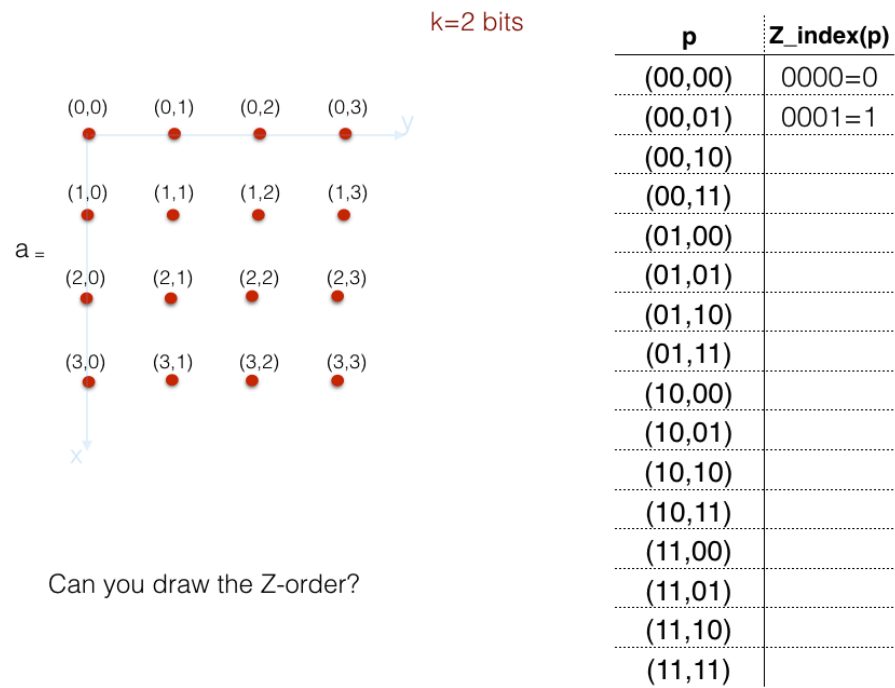 k=2 bits
(0,0) (0,1) (0,2) (0,3)
y
(1,0) (1,1) (1,2) (1,3)
a =
(2,0) (2,1) (2,2) (2,3)
(3,0) (3,1) (3,2) (3,3)
x
Can you draw the Z-order?
p Z_index(p)
(00,00) 0000=0
(00,01) 0001=1
(00,10)
(00,11)
(01,00)
(01,01)
(01,10)
(01,11)
(10,00)
(10,01)
(10,10)
(10,11)
(11,00)
(11,01)
(11,10)
(11,11)